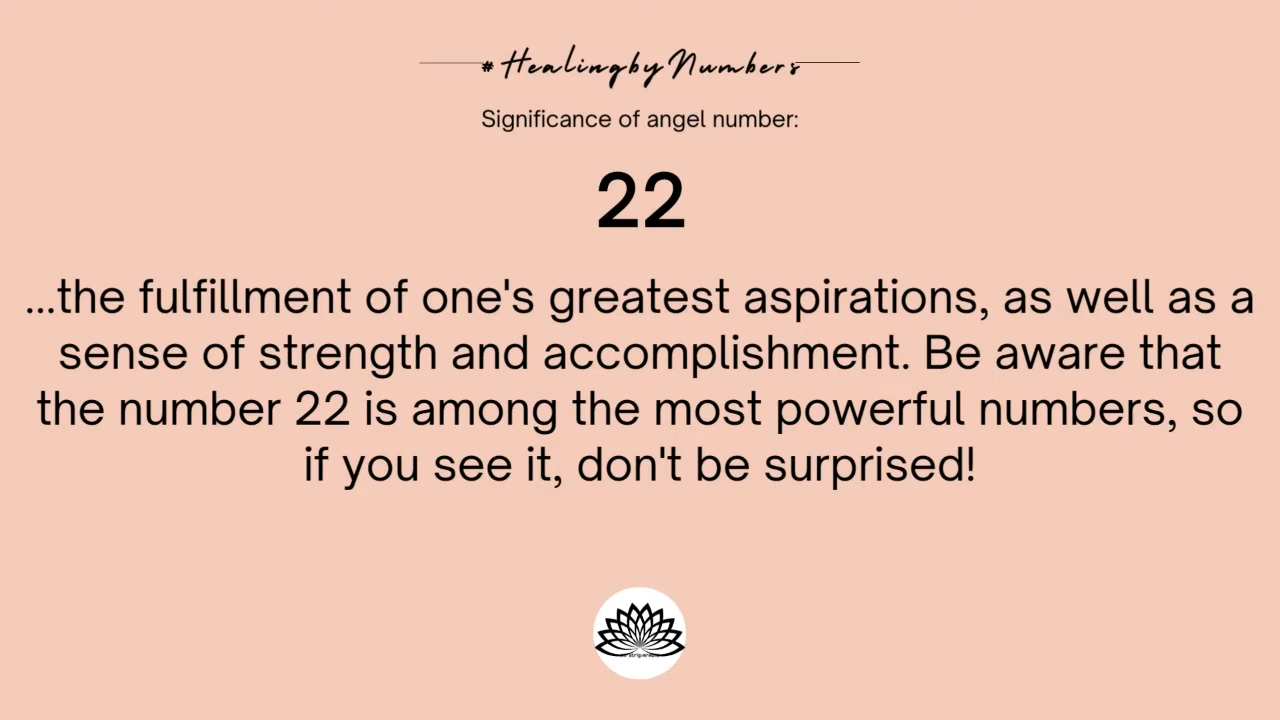 #HealingbyNumbers
Significance of angel number:
22
...the fulfillment of one's greatest aspirations, as well as a
sense of strength and accomplishment. Be aware that
the number 22 is among the most powerful numbers, so
if you see it, don't be surprised!